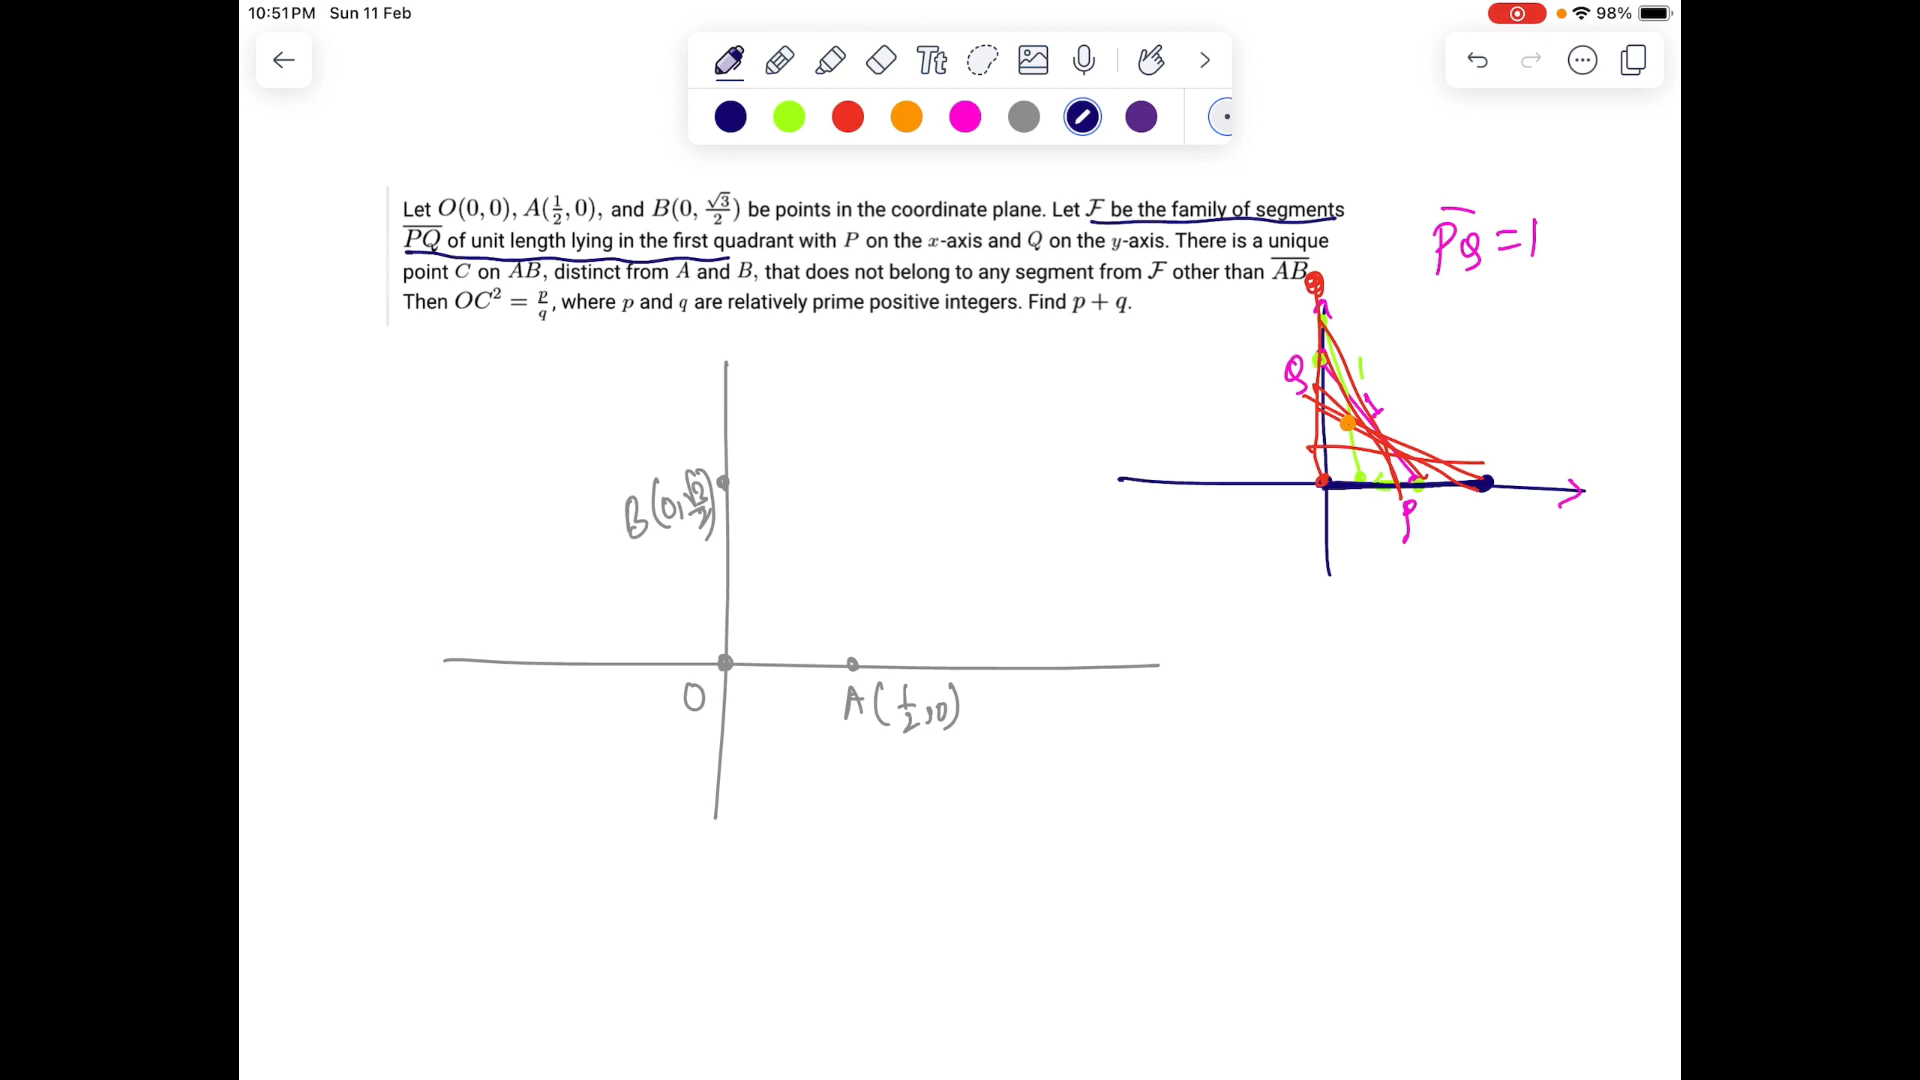 10:51 PM Sun 11 Feb
98%
Tt
Let O(0,0), A(1/2, 0), and B(0, √3/2) be points in the coordinate plane. Let ℱ be the family of segments
P̅Q̅ of unit length lying in the first quadrant with P on the x-axis and Q on the y-axis. There is a unique
point C on A̅B̅, distinct from A and B, that does not belong to any segment from ℱ other than A̅B̅.
Then OC² = p/q, where p and q are relatively prime positive integers. Find p + q.
P̅Q̅ = 1
Q
1
1
P
B(0, √3/2)
O
A(1/2, 0)